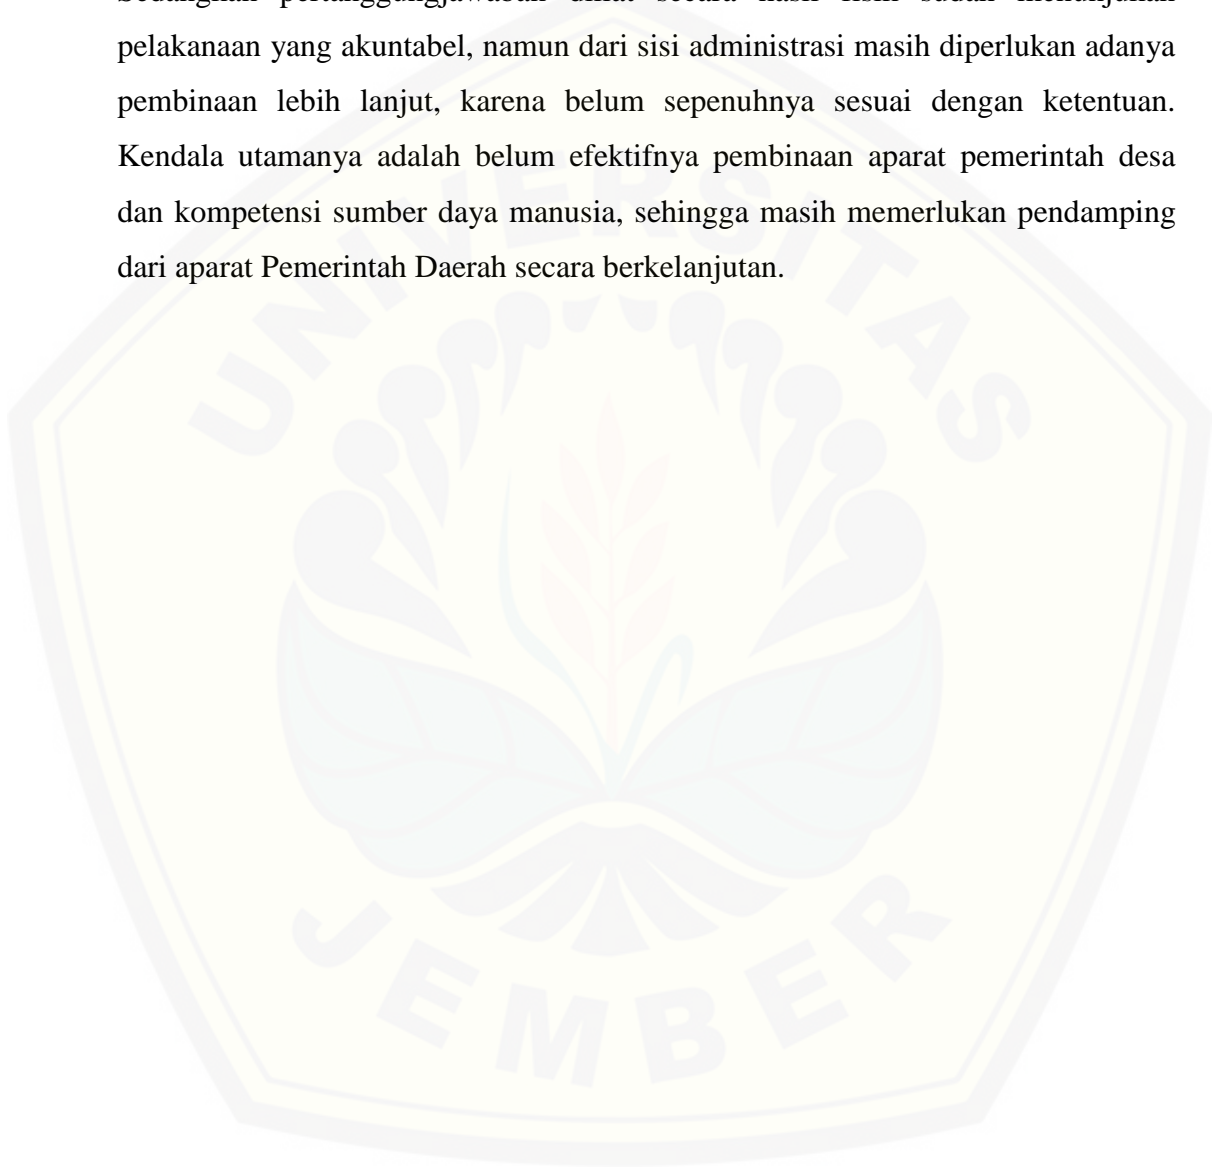 pelakanaan yang akuntabel, namun dari sisi administrasi masih diperlukan adanya
pembinaan lebih lanjut, karena belum sepenuhnya sesuai dengan ketentuan.
Kendala utamanya adalah belum efektifnya pembinaan aparat pemerintah desa
dan kompetensi sumber daya manusia, sehingga masih memerlukan pendamping
dari aparat Pemerintah Daerah secara berkelanjutan.
UNIVERSITAS
JEMBER